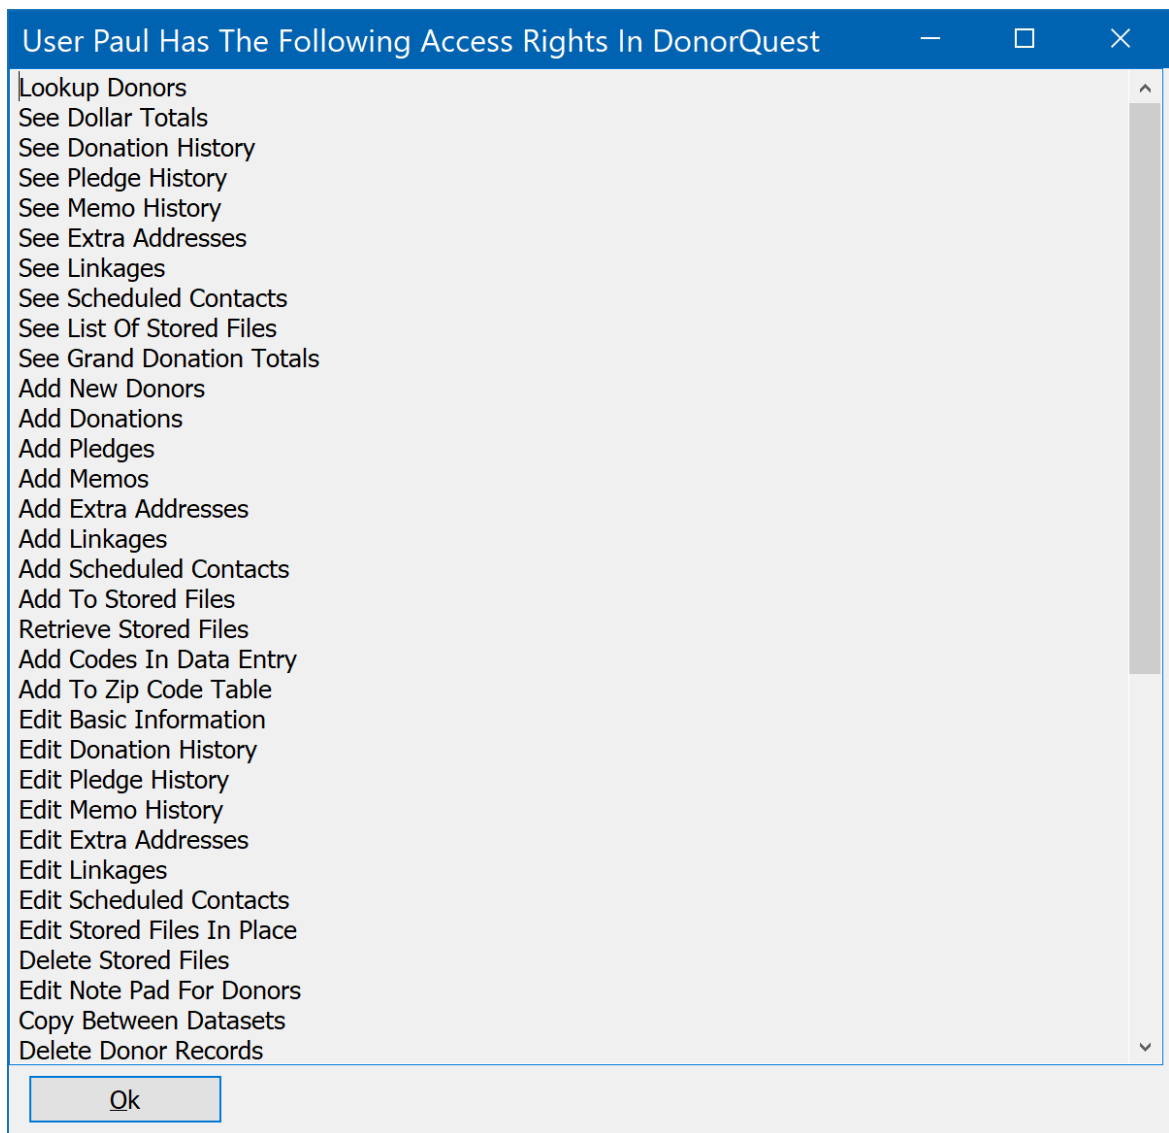 User Paul Has The Following Access Rights In DonorQuest
Lookup Donors
See Dollar Totals
See Donation History
See Pledge History
See Memo History
See Extra Addresses
See Linkages
See Scheduled Contacts
See List Of Stored Files
See Grand Donation Totals
Add New Donors
Add Donations
Add Pledges
Add Memos
Add Extra Addresses
Add Linkages
Add Scheduled Contacts
Add To Stored Files
Retrieve Stored Files
Add Codes In Data Entry
Add To Zip Code Table
Edit Basic Information
Edit Donation History
Edit Pledge History
Edit Memo History
Edit Extra Addresses
Edit Linkages
Edit Scheduled Contacts
Edit Stored Files In Place
Delete Stored Files
Edit Note Pad For Donors
Copy Between Datasets
Delete Donor Records
Ok